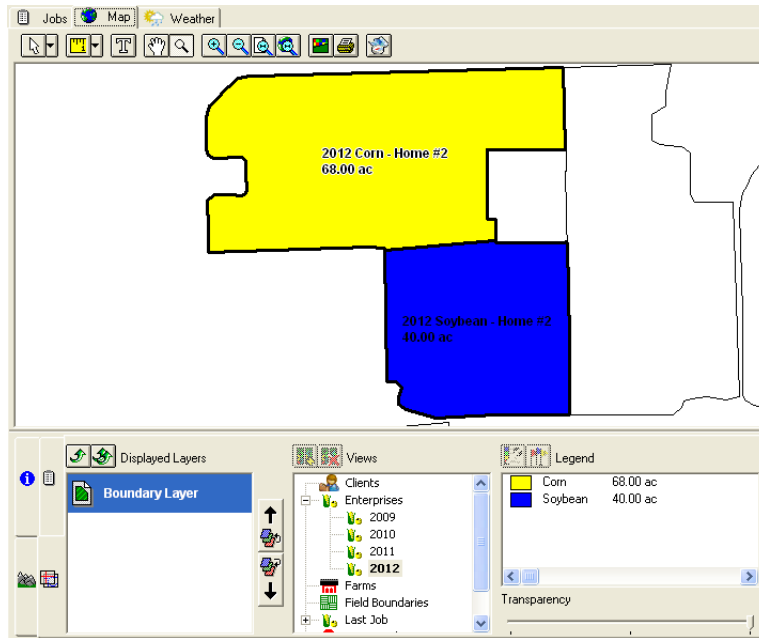 Jobs Map Weather
T
2012 Corn - Home #2
68.00 ac
2012 Soybean - Home #2
40.00 ac
Displayed Layers
Boundary Layer
Views
Clients
Enterprises
2009
2010
2011
2012
Farms
Field Boundaries
Last Job
Legend
Corn 68.00 ac
Soybean 40.00 ac
Transparency